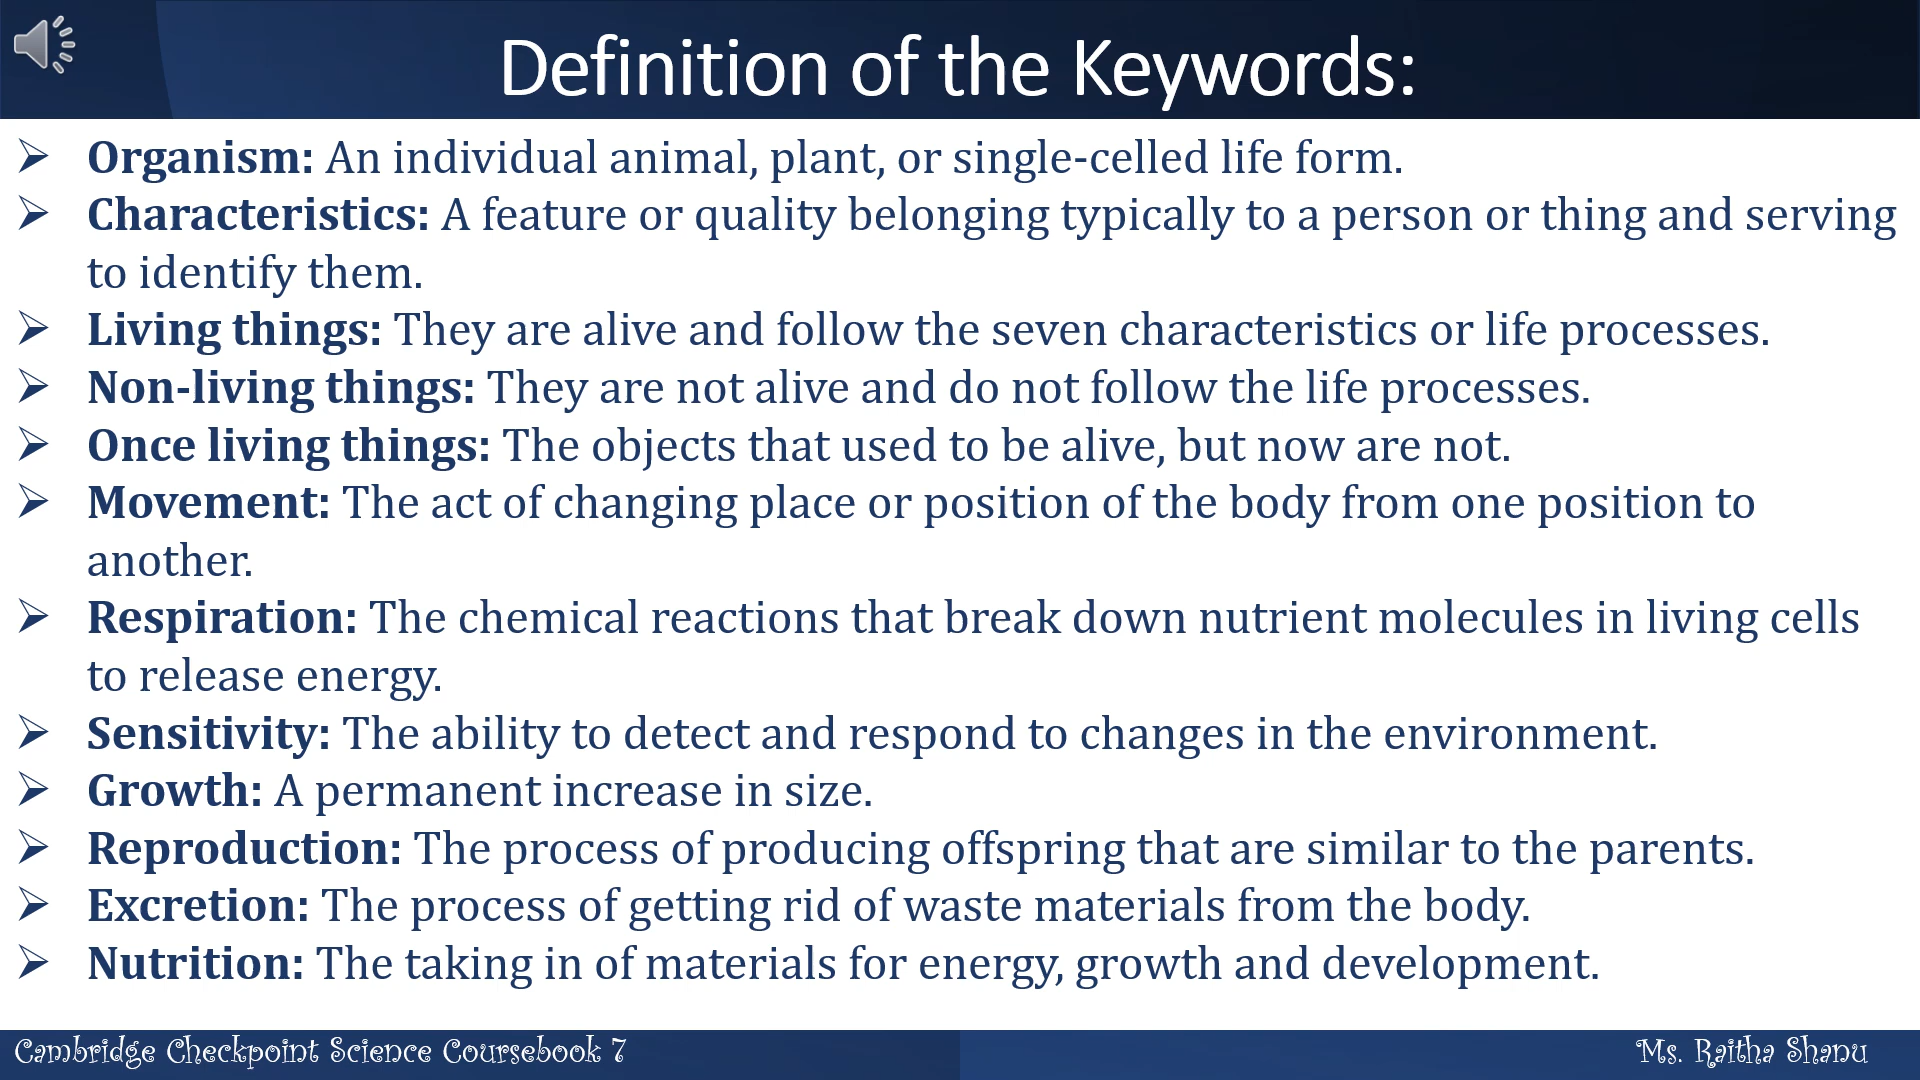 Definition of the Keywords:
➢ Organism: An individual animal, plant, or single-celled life form.
➢ Characteristics: A feature or quality belonging typically to a person or thing and serving
to identify them.
➢ Living things: They are alive and follow the seven characteristics or life processes.
➢ Non-living things: They are not alive and do not follow the life processes.
➢ Once living things: The objects that used to be alive, but now are not.
➢ Movement: The act of changing place or position of the body from one position to
another.
➢ Respiration: The chemical reactions that break down nutrient molecules in living cells
to release energy.
➢ Sensitivity: The ability to detect and respond to changes in the environment.
➢ Growth: A permanent increase in size.
➢ Reproduction: The process of producing offspring that are similar to the parents.
➢ Excretion: The process of getting rid of waste materials from the body.
➢ Nutrition: The taking in of materials for energy, growth and development.
Cambridge Checkpoint Science Coursebook 7
Ms. Raitha Shanu